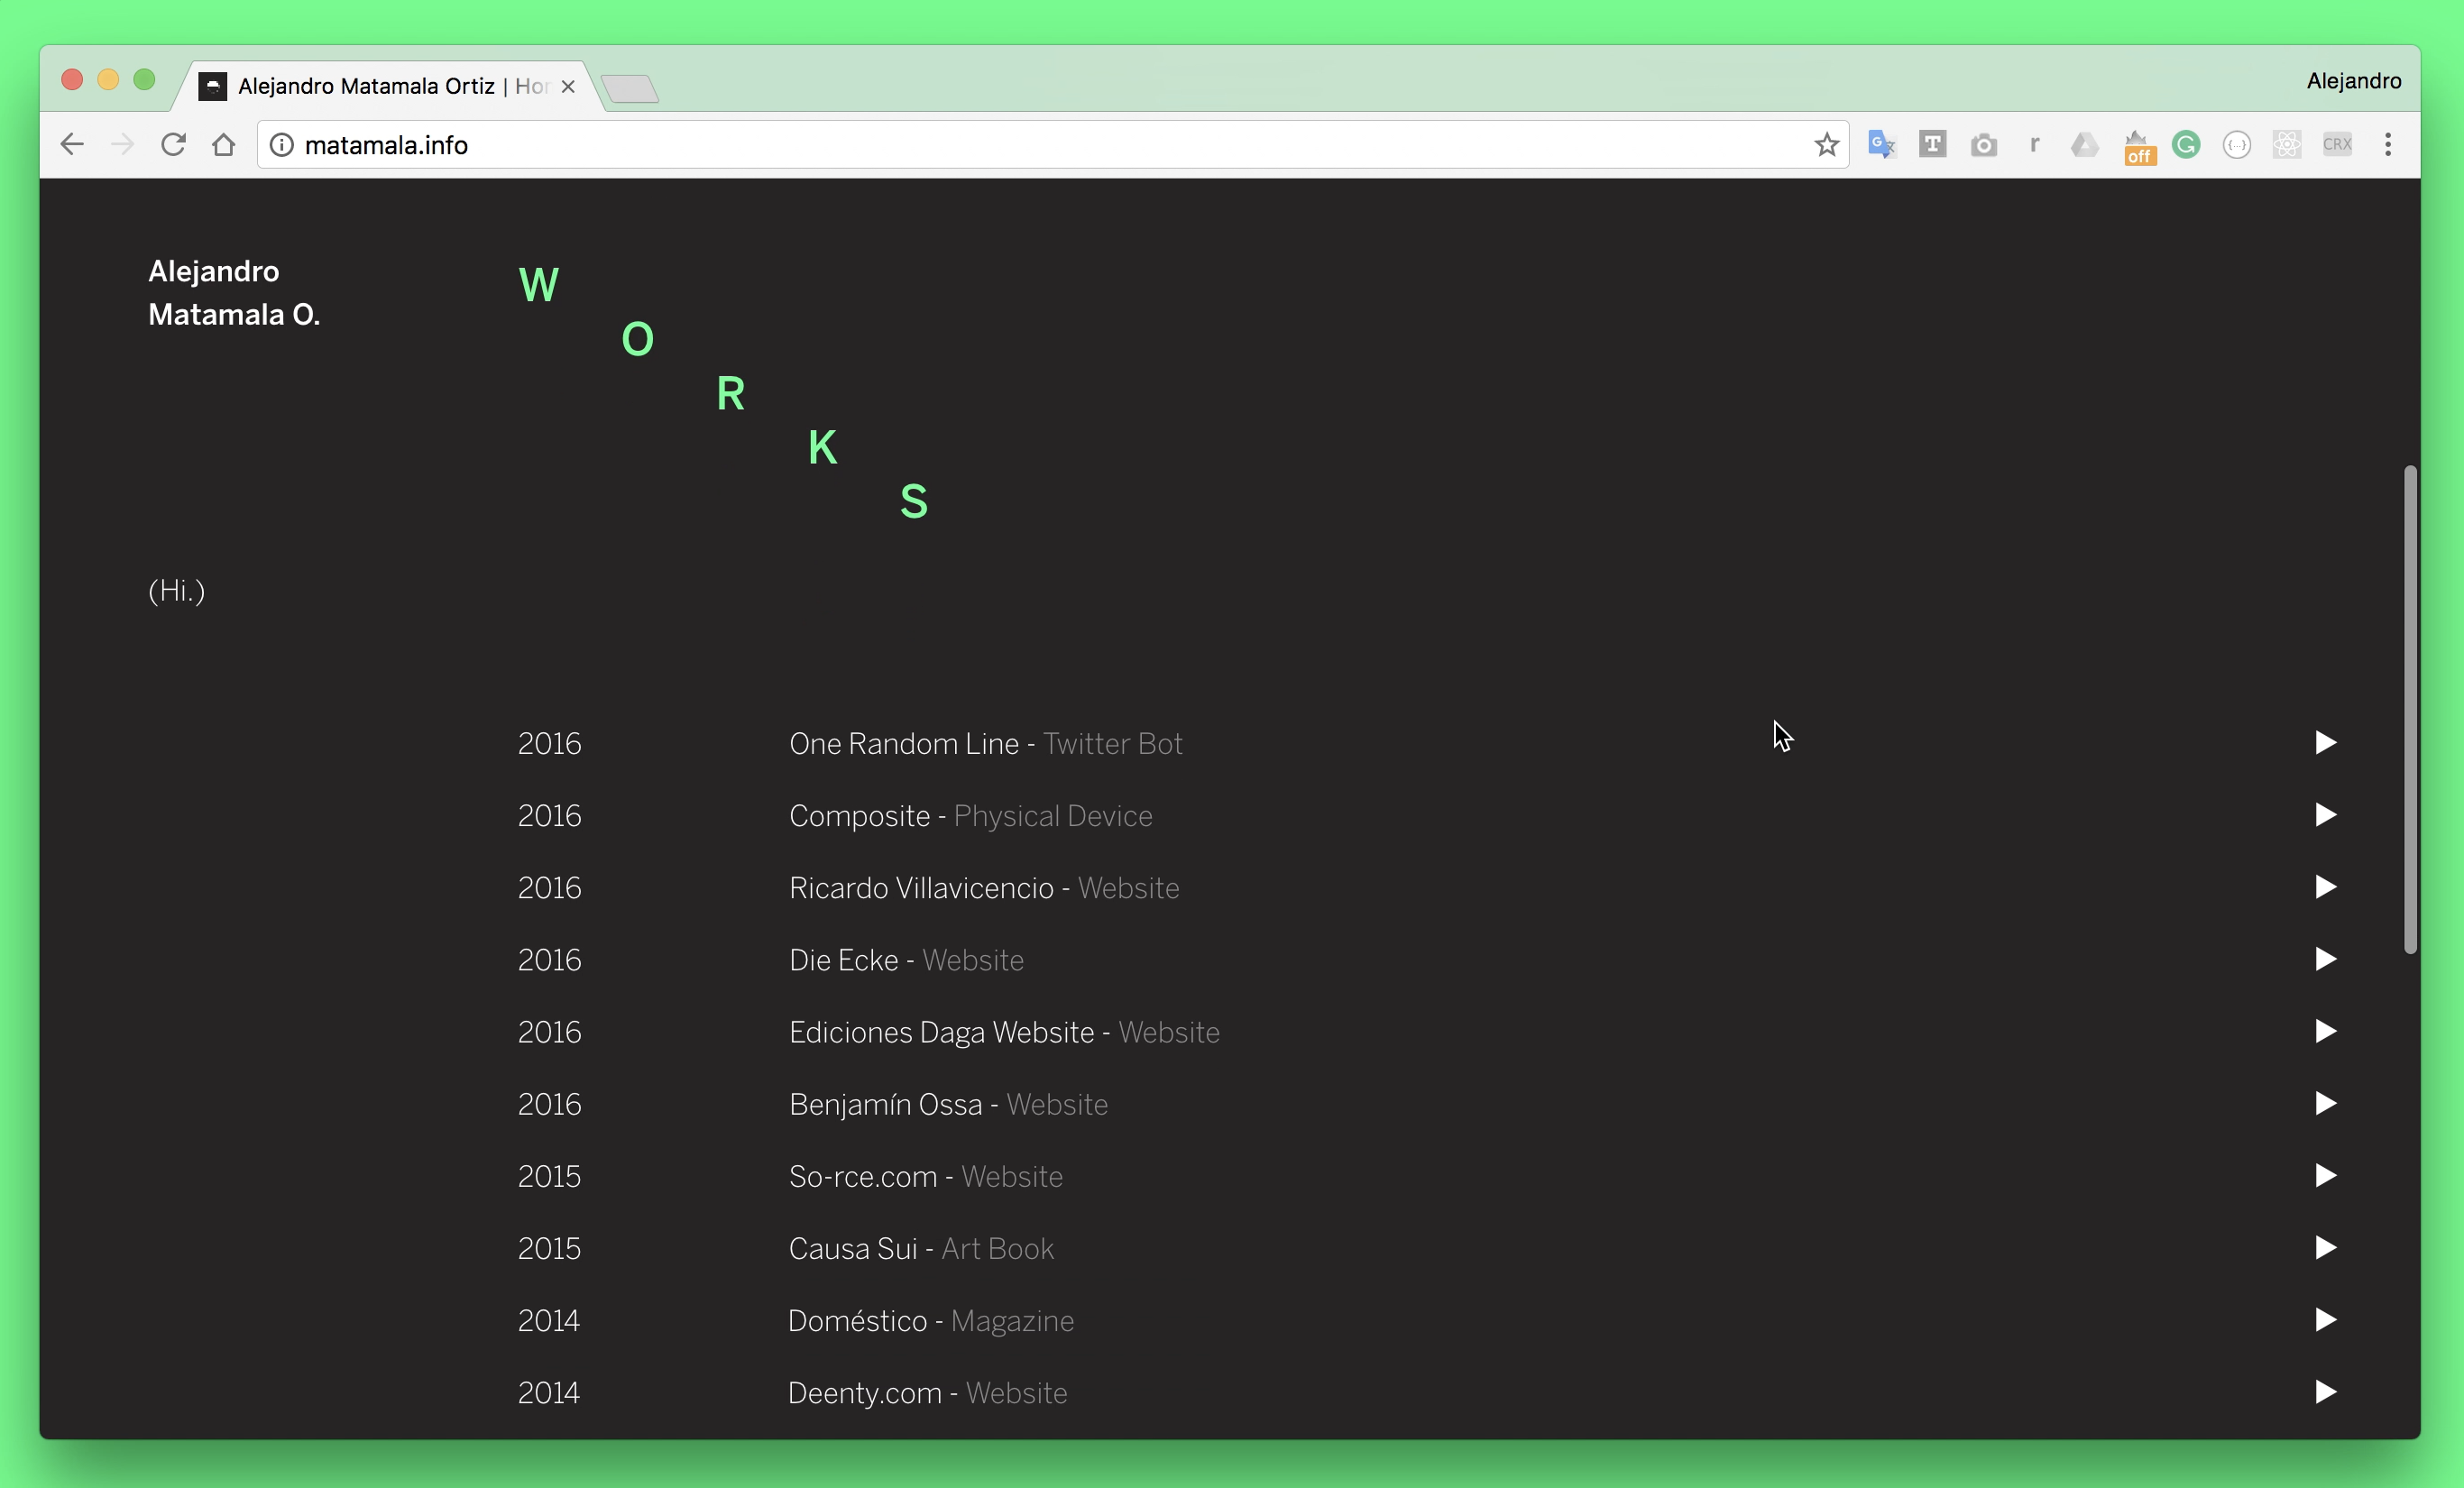 Alejandro Matamala Ortiz | Hor
Alejandro
matamala.info
T
r
off
G
{...}
CRX
Alejandro
Matamala O.
W
O
R
K
S
(Hi.)
2016 One Random Line - Twitter Bot
2016 Composite - Physical Device
2016 Ricardo Villavicencio - Website
2016 Die Ecke - Website
2016 Ediciones Daga Website - Website
2016 Benjamín Ossa - Website
2015 So-rce.com - Website
2015 Causa Sui - Art Book
2014 Doméstico - Magazine
2014 Deenty.com - Website